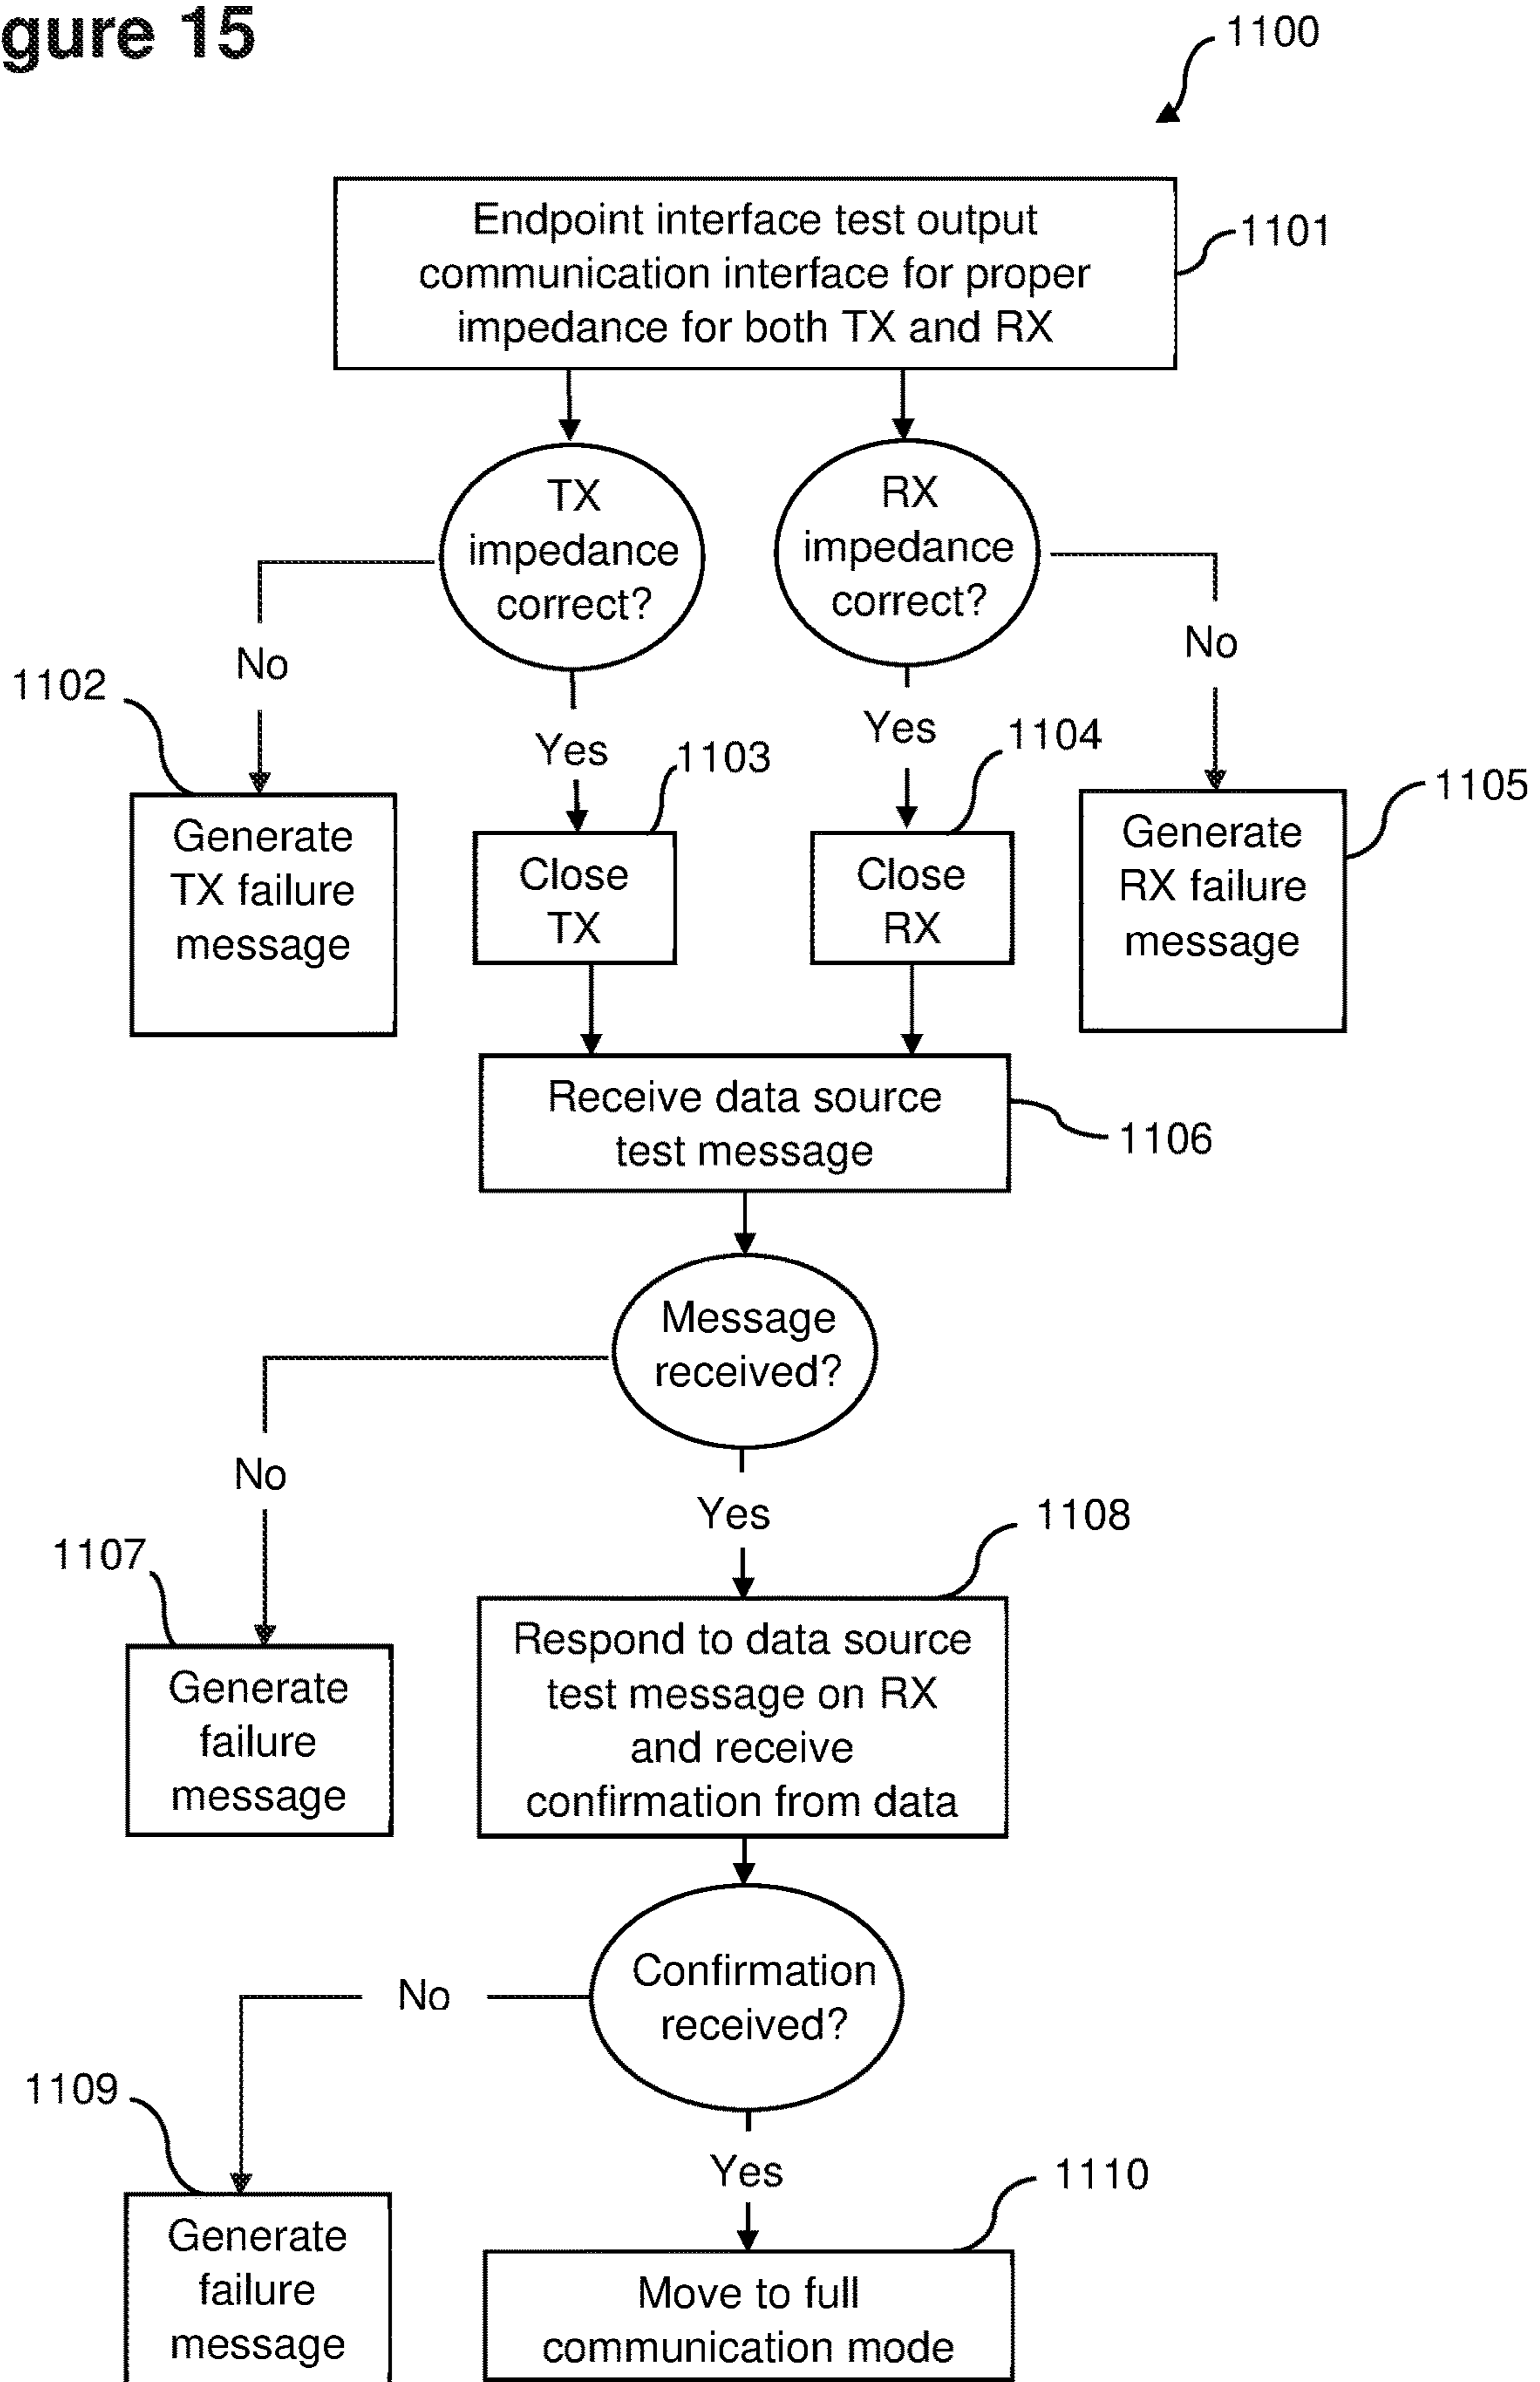 gure 15
1100
Endpoint interface test output
communication interface for proper
impedance for both TX and RX
1101
TX
impedance
correct?
RX
impedance
correct?
No
No
1102
Yes
1103
Yes
1104
1105
Generate
TX failure
message
Close
TX
Close
RX
Generate
RX failure
message
Receive data source
test message
1106
Message
received?
No
Yes
1107
1108
Generate
failure
message
Respond to data source
test message on RX
and receive
confirmation from data
Confirmation
received?
No
1109
Yes
1110
Generate
failure
message
Move to full
communication mode